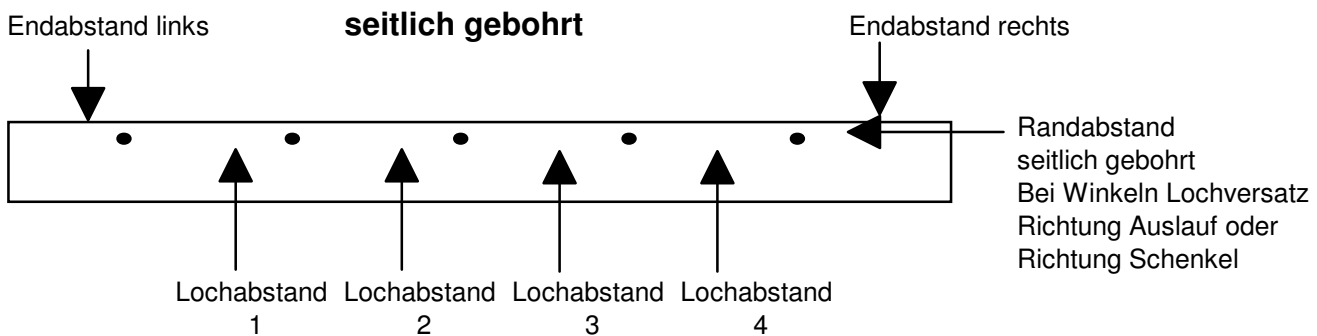 Endabstand links
seitlich gebohrt
Endabstand rechts
Randabstand
seitlich gebohrt
Bei Winkeln Lochversatz
Richtung Auslauf oder
Richtung Schenkel
Lochabstand
1
Lochabstand
2
Lochabstand
3
Lochabstand
4